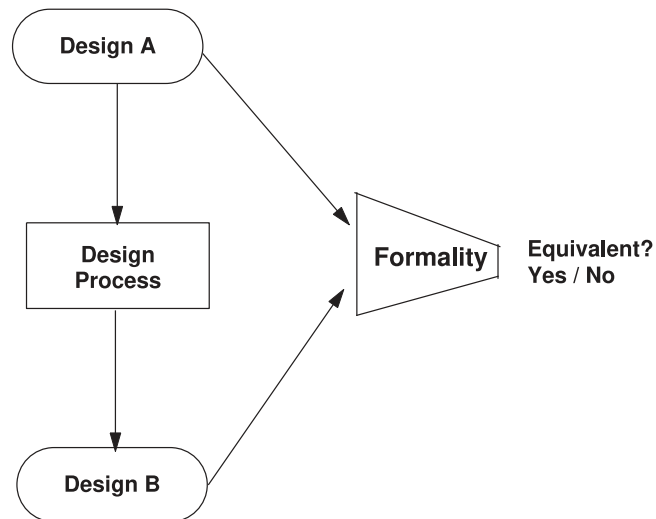 Design A
Design
Process
Formality
Equivalent?
Yes / No
Design B